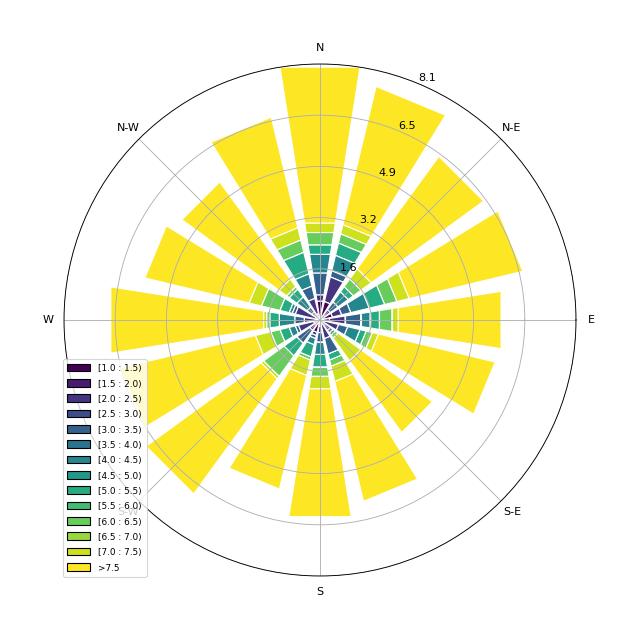 N
8.1
N-W
6.5
N-E
4.9
3.2
1.6
W
E
[1.0 : 1.5)
[1.5 : 2.0)
[2.0 : 2.5)
[2.5 : 3.0)
[3.0 : 3.5)
[3.5 : 4.0)
[4.0 : 4.5)
[4.5 : 5.0)
[5.0 : 5.5)
[5.5 : 6.0)
S-W
S-E
[6.0 : 6.5)
[6.5 : 7.0)
[7.0 : 7.5)
>7.5
S